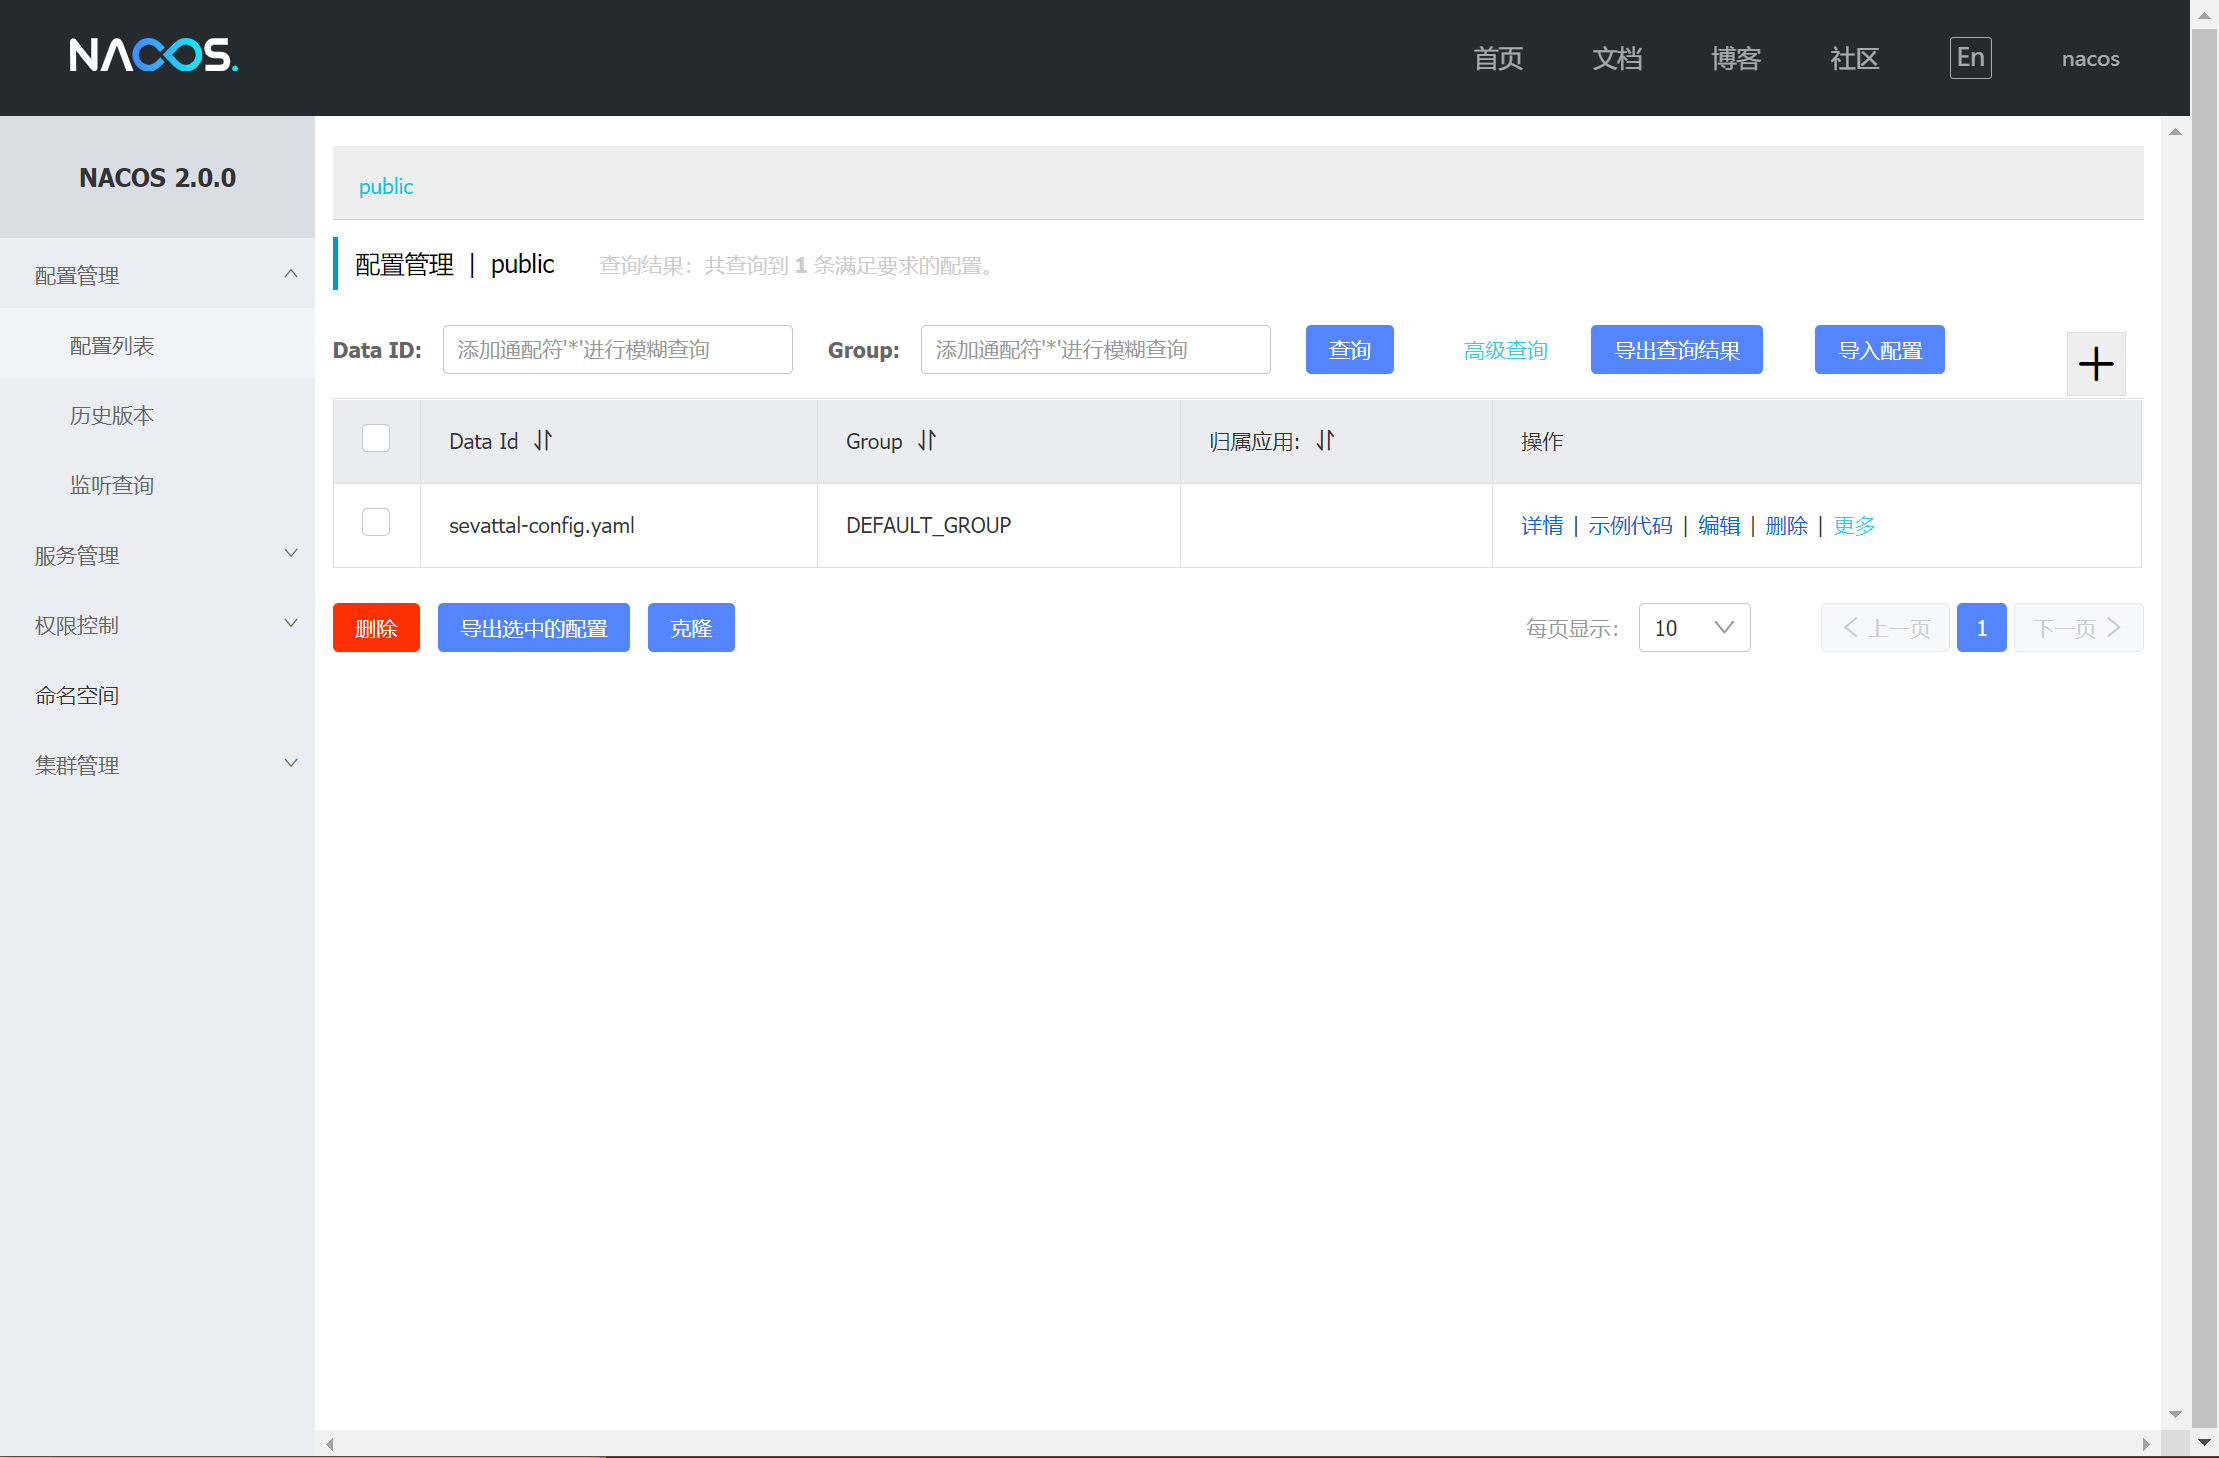 NACOS.
首页 文档 博客 社区 En nacos
NACOS 2.0.0
配置管理
配置列表
历史版本
监听查询
服务管理
权限控制
命名空间
集群管理
public
配置管理 | public 查询结果：共查询到 1 条满足要求的配置。
Data ID: 添加通配符'*'进行模糊查询 Group: 添加通配符'*'进行模糊查询 查询 高级查询 导出查询结果 导入配置
Data Id Group 归属应用: 操作
sevattal-config.yaml DEFAULT_GROUP 详情 | 示例代码 | 编辑 | 删除 | 更多
删除 导出选中的配置 克隆 每页显示: 10 上一页 1 下一页